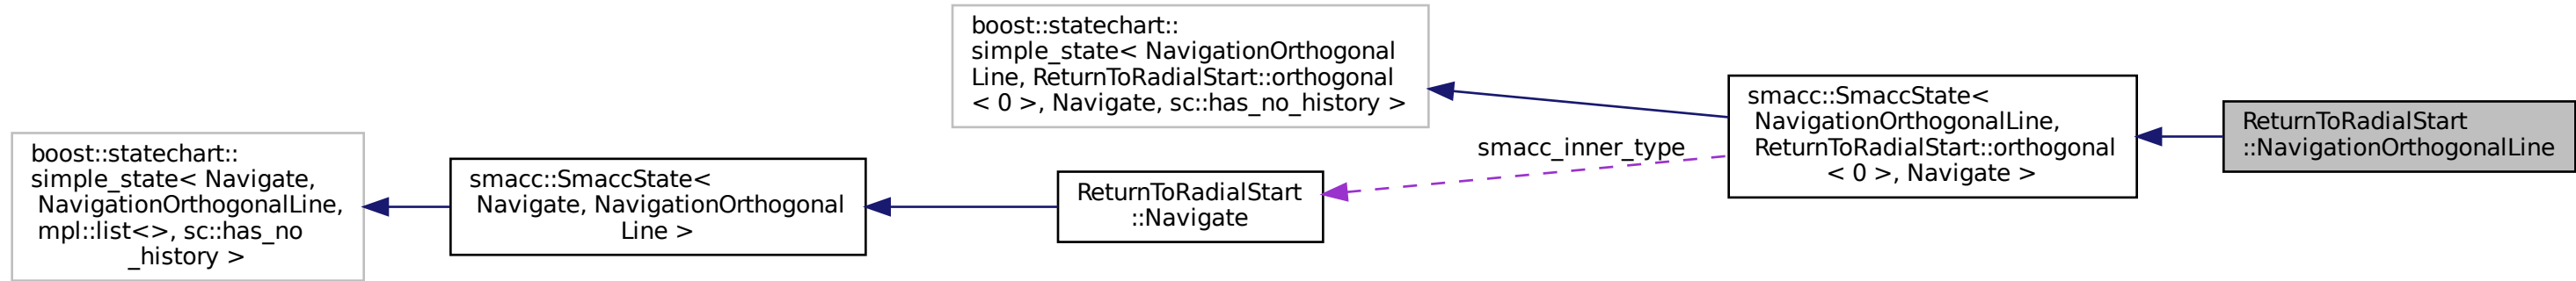 boost::statechart::
simple_state< Navigate,
NavigationOrthogonalLine,
mpl::list<>, sc::has_no
_history >
smacc::SmaccState<
Navigate, NavigationOrthogonal
Line >
boost::statechart::
simple_state< NavigationOrthogonal
Line, ReturnToRadialStart::orthogonal
< 0 >, Navigate, sc::has_no_history >
ReturnToRadialStart
::Navigate
smacc_inner_type
smacc::SmaccState<
NavigationOrthogonalLine,
ReturnToRadialStart::orthogonal
< 0 >, Navigate >
ReturnToRadialStart
::NavigationOrthogonalLine